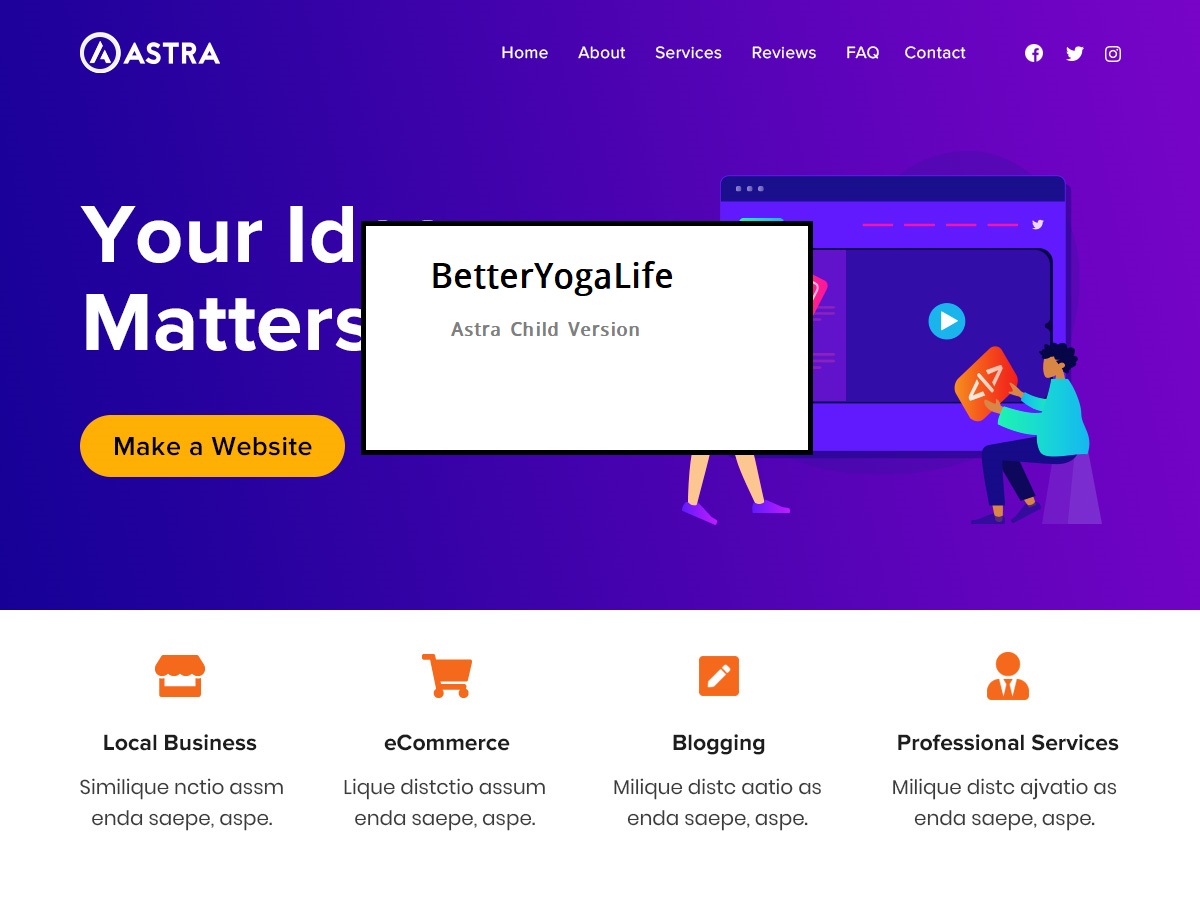 ASTRA
Home About Services Reviews FAQ Contact
Your Id
Matters
BetterYogaLife
Astra Child Version
Make a Website
Local Business
Similique nctio assm
enda saepe, aspe.
eCommerce
Lique distctio assum
enda saepe, aspe.
Blogging
Milique distc aatio as
enda saepe, aspe.
Professional Services
Milique distc ajvatio as
enda saepe, aspe.